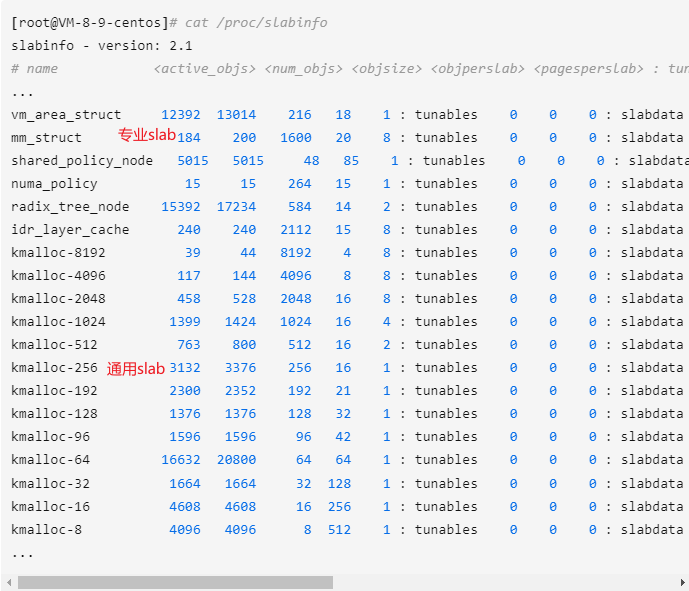 [root@VM-8-9-centos]# cat /proc/slabinfo
slabinfo - version: 2.1
# name <active_objs> <num_objs> <objsize> <objperslab> <pagesperslab> : tun
...
vm_area_struct 12392 13014 216 18 1 : tunables 0 0 0 : slabdata
mm_struct 专业slab 184 200 1600 20 8 : tunables 0 0 0 : slabdata
shared_policy_node 5015 5015 48 85 1 : tunables 0 0 0 : slabdata
numa_policy 15 15 264 15 1 : tunables 0 0 0 : slabdata
radix_tree_node 15392 17234 584 14 2 : tunables 0 0 0 : slabdata
idr_layer_cache 240 240 2112 15 8 : tunables 0 0 0 : slabdata
kmalloc-8192 39 44 8192 4 8 : tunables 0 0 0 : slabdata
kmalloc-4096 117 144 4096 8 8 : tunables 0 0 0 : slabdata
kmalloc-2048 458 528 2048 16 8 : tunables 0 0 0 : slabdata
kmalloc-1024 1399 1424 1024 16 4 : tunables 0 0 0 : slabdata
kmalloc-512 763 800 512 16 2 : tunables 0 0 0 : slabdata
kmalloc-256 通用slab 3132 3376 256 16 1 : tunables 0 0 0 : slabdata
kmalloc-192 2300 2352 192 21 1 : tunables 0 0 0 : slabdata
kmalloc-128 1376 1376 128 32 1 : tunables 0 0 0 : slabdata
kmalloc-96 1596 1596 96 42 1 : tunables 0 0 0 : slabdata
kmalloc-64 16632 20800 64 64 1 : tunables 0 0 0 : slabdata
kmalloc-32 1664 1664 32 128 1 : tunables 0 0 0 : slabdata
kmalloc-16 4608 4608 16 256 1 : tunables 0 0 0 : slabdata
kmalloc-8 4096 4096 8 512 1 : tunables 0 0 0 : slabdata
...